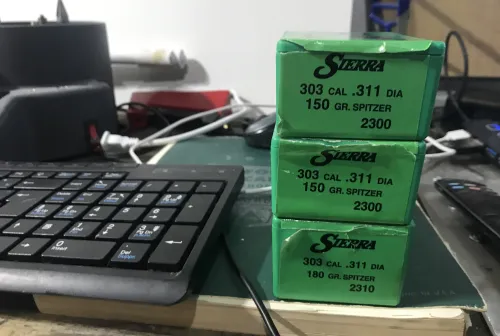 SIERRA
303 CAL .311 DIA
150 GR. SPITZER
2300
SIERRA
303 CAL .311 DIA
150 GR. SPITZER
2300
SIERRA
303 CAL .311 DIA
180 GR. SPITZER
2310